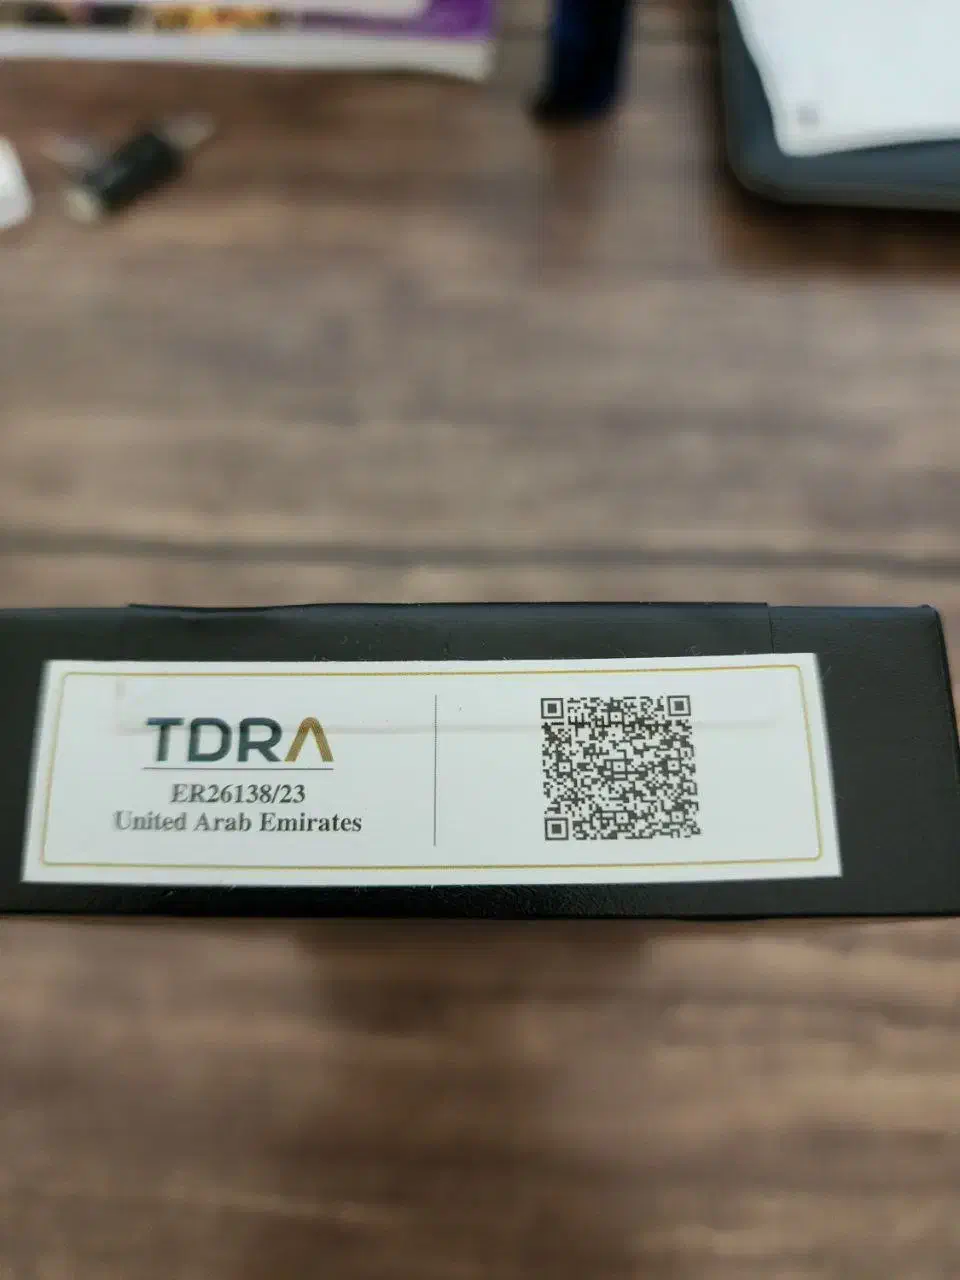 TDRA
ER26138/23
United Arab Emirates